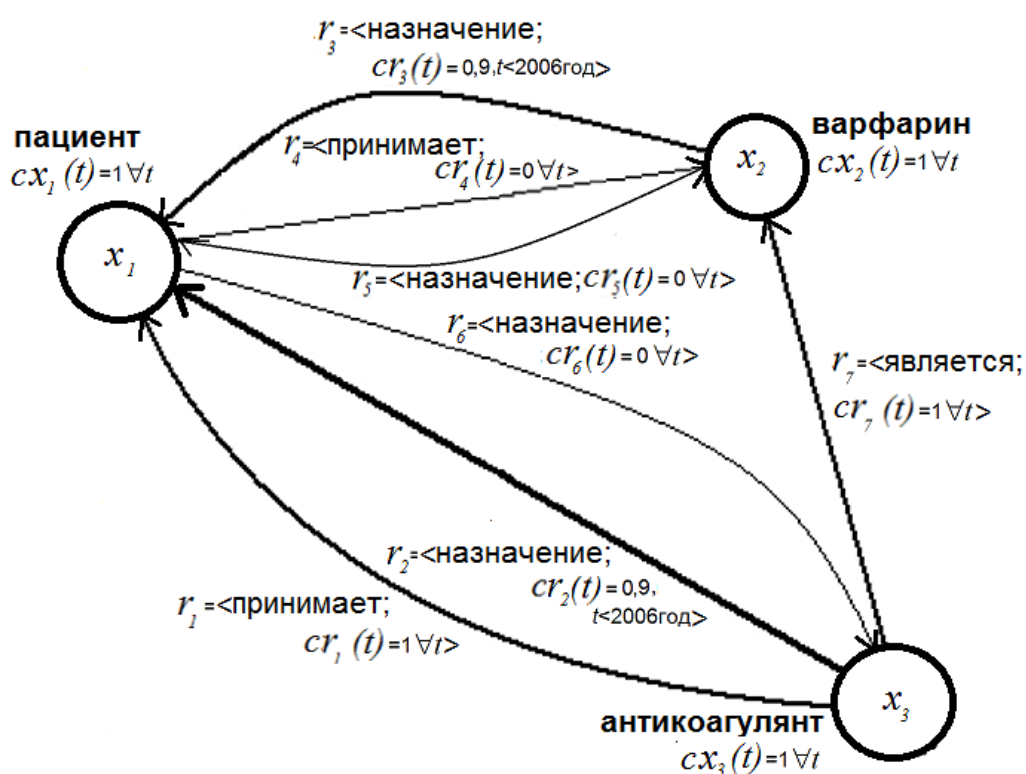 r₃=<назначение;
cr₃(t)=0,9,t<2006год>
пациент
cx₁(t)=1∀t
r₄=<принимает;
cr₄(t)=0∀t>
варфарин
cx₂(t)=1∀t
x₂
x₁
r₅=<назначение;cr₅(t)=0∀t>
r₆=<назначение;
cr₆(t)=0∀t>
r₇=<является;
cr₇(t)=1∀t>
r₂=<назначение;
cr₂(t)=0,9,
t<2006год>
r₁=<принимает;
cr₁(t)=1∀t>
x₃
антикоагулянт
cx₃(t)=1∀t